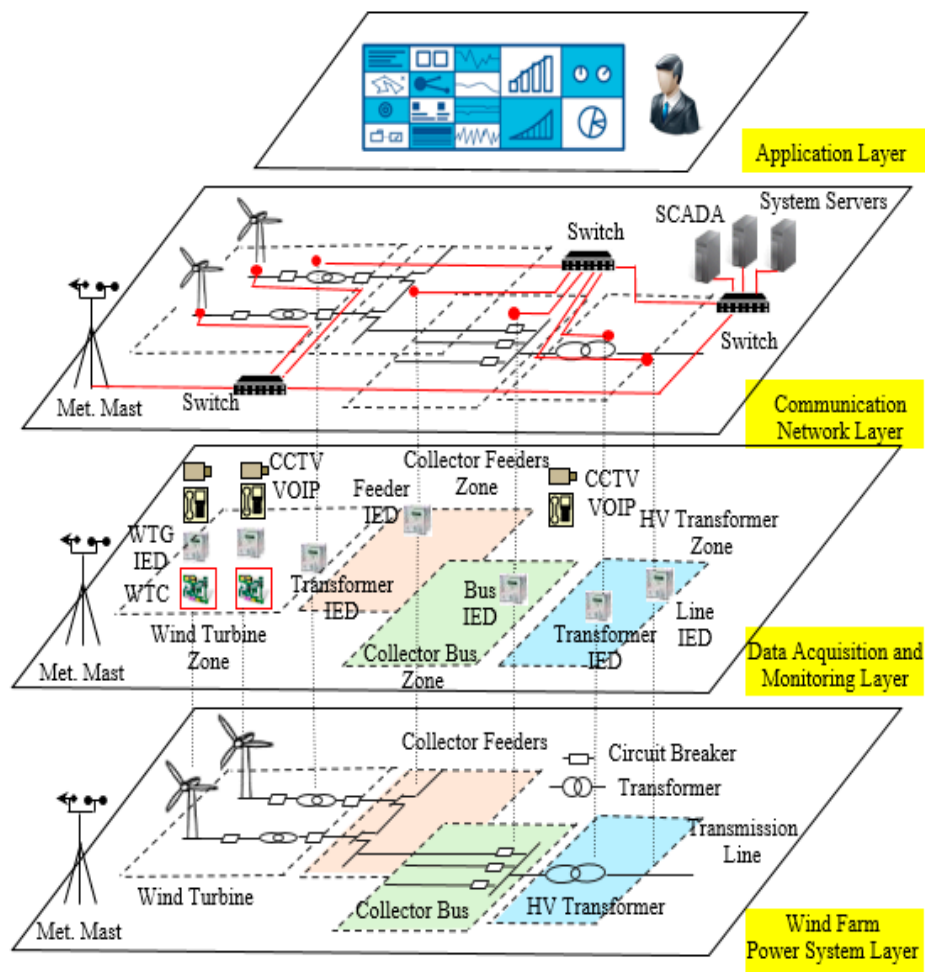 Application Layer
System Servers
SCADA
Switch
Switch
Met. Mast
Switch
Communication
Network Layer
CCTV
VOIP
Collector Feeders
Zone
Feeder
IED
CCTV
VOIP
HV Transformer
Zone
WTG
IED
WTC
Transformer
IED
Bus
IED
Line
IED
Transformer
IED
Wind Turbine
Zone
Collector Bus
Zone
Met. Mast
Data Acquisition and
Monitoring Layer
Collector Feeders
Circuit Breaker
Transformer
Transmission
Line
Wind Turbine
Collector Bus
HV Transformer
Met. Mast
Wind Farm
Power System Layer